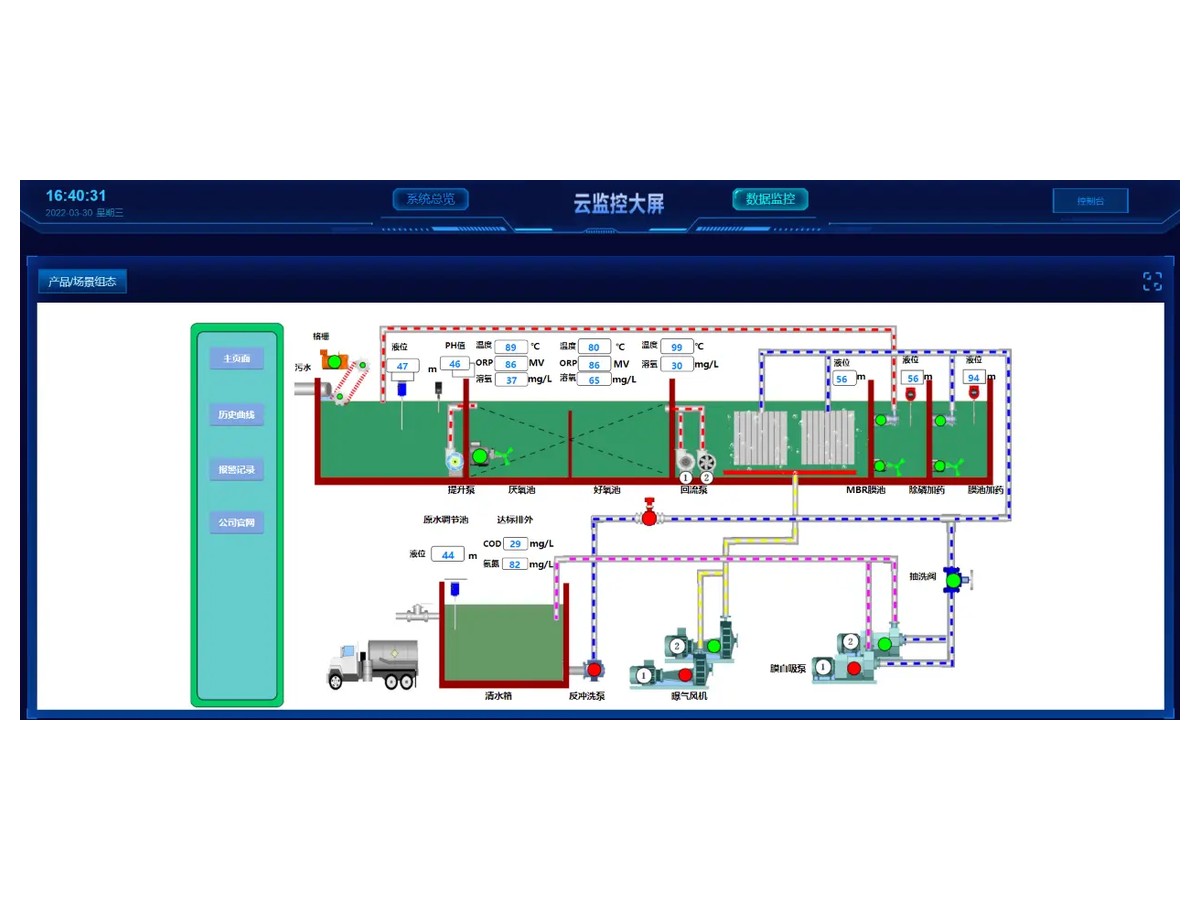 16:40:31
2022-03-30 星期三
系统总览
云监控大屏
数据监控
控制台
产品/场景组态
主页面
历史曲线
报警记录
公司官网
格栅
污水
液位
47 m
PH值
46
温度 89 ℃
ORP 86 MV
溶氧 37 mg/L
温度 80 ℃
ORP 86 MV
溶氧 65 mg/L
温度 99 ℃
溶氧 30 mg/L
液位
56 m
液位
56 m
液位
94 m
1
2
提升泵
厌氧池
好氧池
回流泵
MBR膜池
除磷加药
膜池加药
原水调节池
达标排外
液位 44 m
COD 29 mg/L
氨氮 82 mg/L
抽洗阀
2
1
2
1
膜自吸泵
清水箱
反冲洗泵
曝气风机